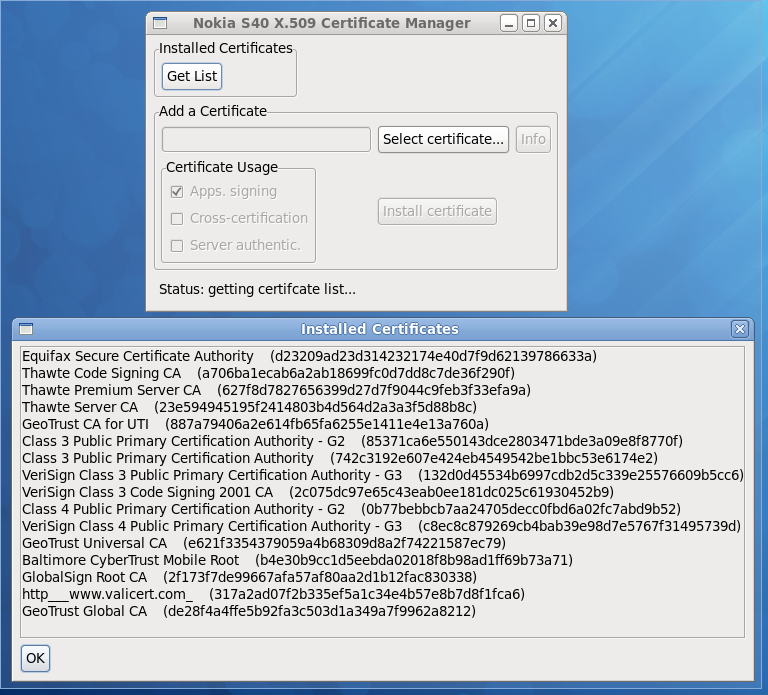 Nokia S40 X.509 Certificate Manager
Installed Certificates
Get List
Add a Certificate
Select certificate... Info
Certificate Usage
Apps. signing
Cross-certification
Install certificate
Server authentic.
Status: getting certifcate list...
Installed Certificates
Equifax Secure Certificate Authority (d23209ad23d314232174e40d7f9d62139786633a)
Thawte Code Signing CA (a706ba1ecab6a2ab18699fc0d7dd8c7de36f290f)
Thawte Premium Server CA (627f8d7827656399d27d7f9044c9feb3f33efa9a)
Thawte Server CA (23e594945195f2414803b4d564d2a3a3f5d88b8c)
GeoTrust CA for UTI (887a79406a2e614fb65fa6255e1411e4e13a760a)
Class 3 Public Primary Certification Authority - G2 (85371ca6e550143dce2803471bde3a09e8f8770f)
Class 3 Public Primary Certification Authority (742c3192e607e424eb4549542be1bbc53e6174e2)
VeriSign Class 3 Public Primary Certification Authority - G3 (132d0d45534b6997cdb2d5c339e25576609b5cc6)
VeriSign Class 3 Code Signing 2001 CA (2c075dc97e65c43eab0ee181dc025c61930452b9)
Class 4 Public Primary Certification Authority - G2 (0b77bebbcb7aa24705decc0fbd6a02fc7abd9b52)
VeriSign Class 4 Public Primary Certification Authority - G3 (c8ec8c879269cb4bab39e98d7e5767f31495739d)
GeoTrust Universal CA (e621f3354379059a4b68309d8a2f74221587ec79)
Baltimore CyberTrust Mobile Root (b4e30b9cc1d5eebda02018f8b98ad1ff69b73a71)
GlobalSign Root CA (2f173f7de99667afa57af80aa2d1b12fac830338)
http___www.valicert.com_ (317a2ad07f2b335ef5a1c34e4b57e8b7d8f1fca6)
GeoTrust Global CA (de28f4a4ffe5b92fa3c503d1a349a7f9962a8212)
OK